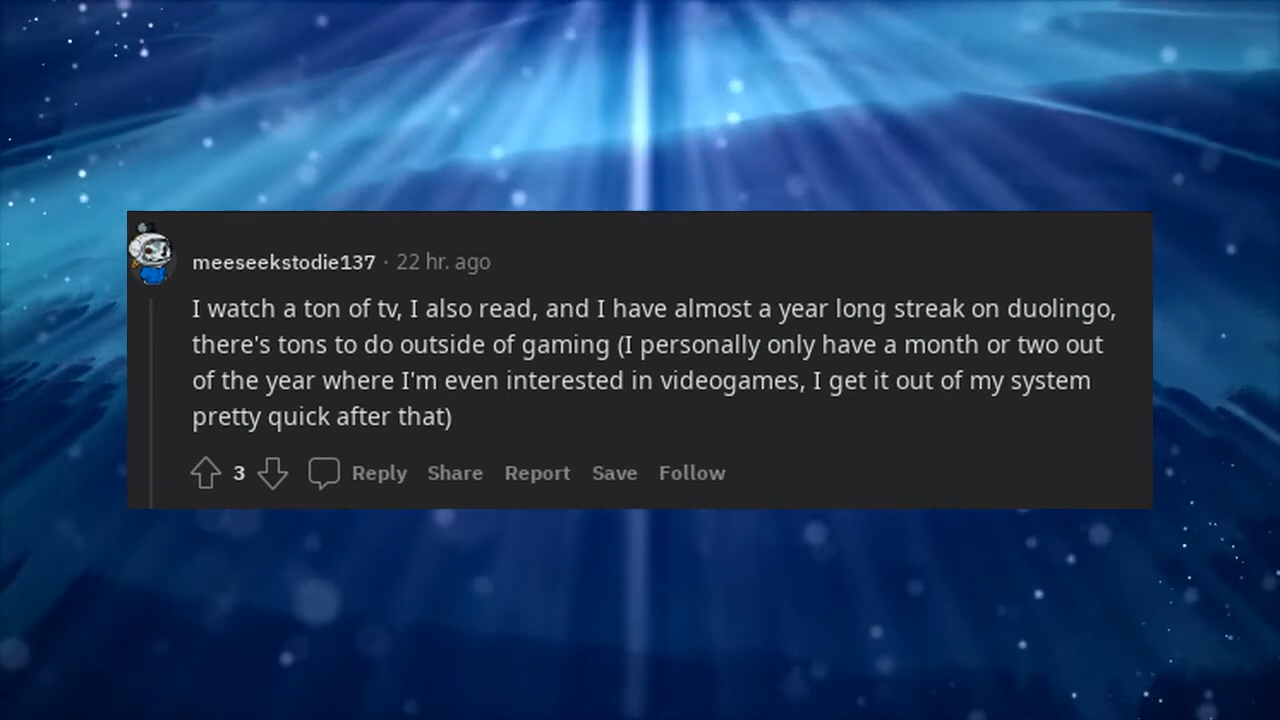 meeseekstodie137 · 22 hr. ago
I watch a ton of tv, I also read, and I have almost a year long streak on duolingo,
there's tons to do outside of gaming (I personally only have a month or two out
of the year where I'm even interested in videogames, I get it out of my system
pretty quick after that)
3 Reply Share Report Save Follow